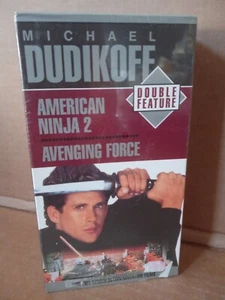 MICHAEL
DUDIKOFF
DOUBLE
FEATURE
AMERICAN
NINJA 2
AVENGING FORCE